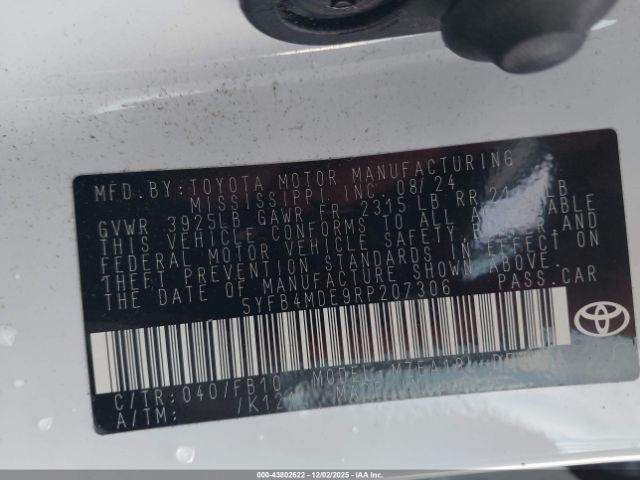 MFD.BY:TOYOTA MOTOR MANUFACTURING
MISSISSIPPI, INC. 08/24
GVWR 3925LB GAWR FR 2315LB RR LB
THIS VEHICLE CONFORMS TO ALL APPLICABLE
FEDERAL MOTOR VEHICLE SAFETY, BUMPER, AND
THEFT PREVENTION STANDARDS IN EFFECT ON
THE DATE OF MANUFACTURE SHOWN ABOVE.
5YFB4MDE9RP207306 PASS.CAR
C/TR:040/FB10 MODEL:
A/TM: MADE
000-43802622 - 12/02/2025 - IAA Inc.